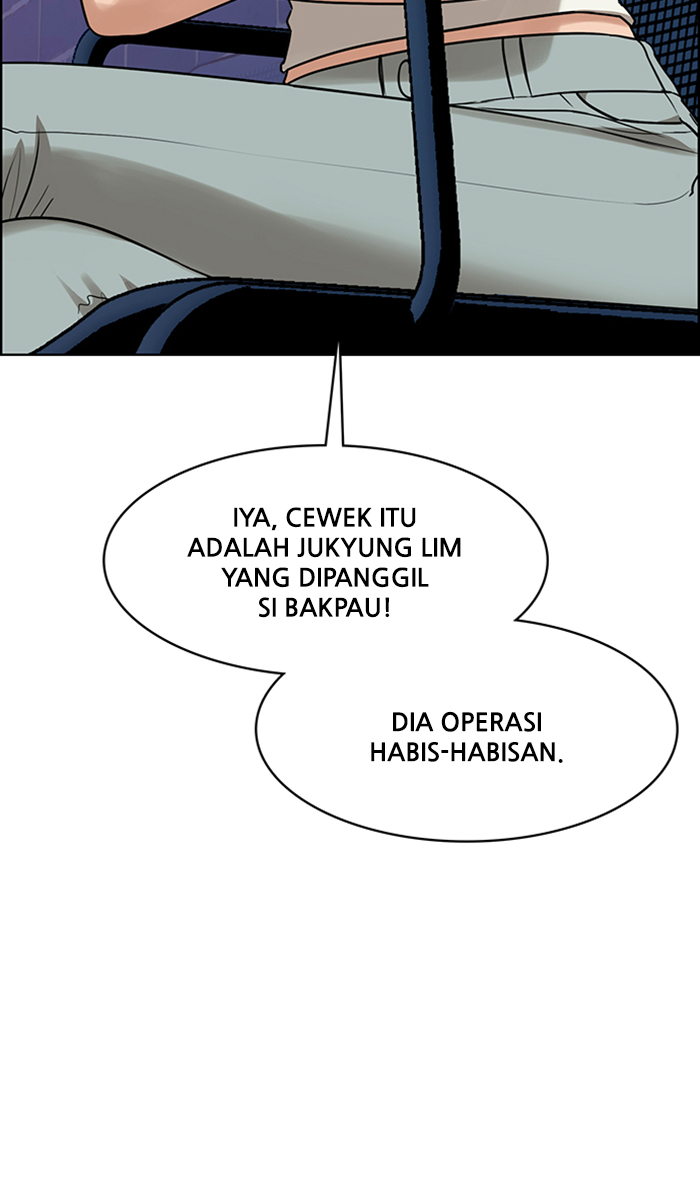 IYA, CEWEK ITU
ADALAH JUKYUNG LIM
YANG DIPANGGIL
SI BAKPAU!
DIA OPERASI
HABIS-HABISAN.